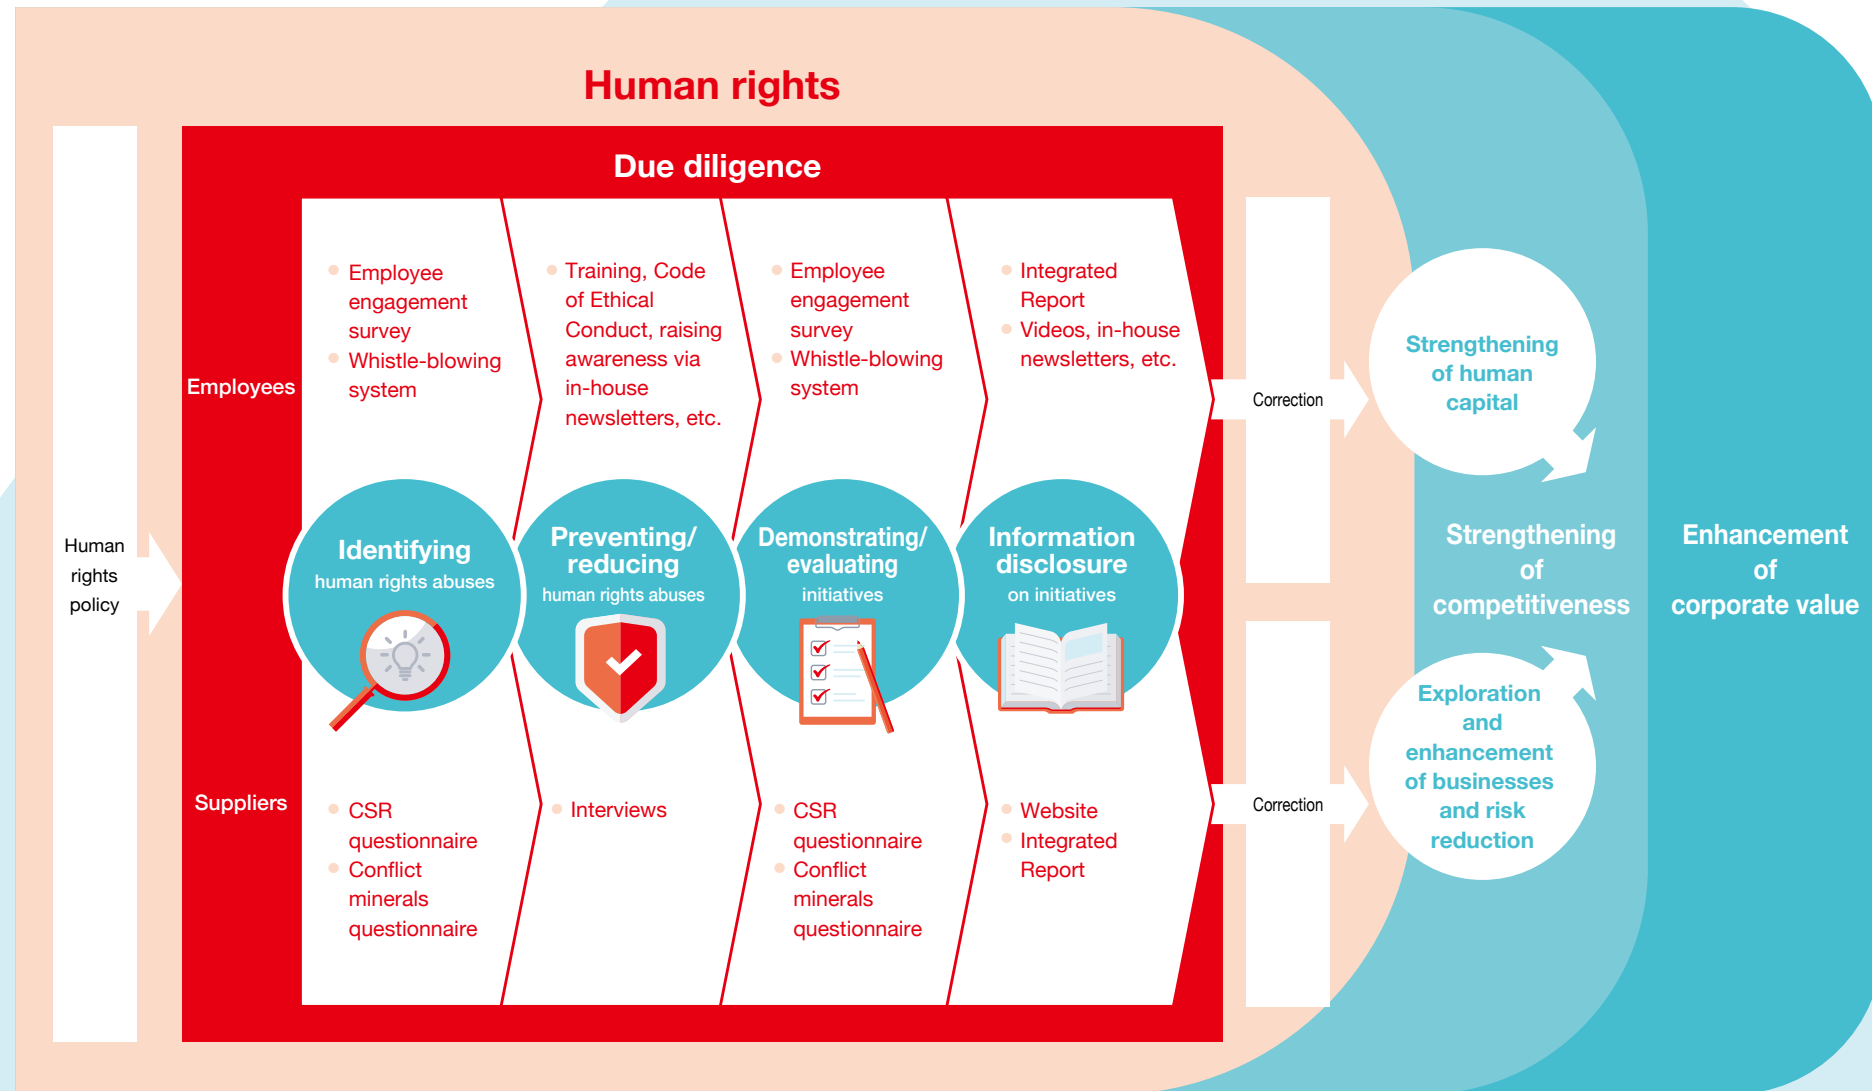 Human rights
Due diligence
Human
rights
policy
Employees
Employee
engagement
survey
Whistle-blowing
system
Training, Code
of Ethical
Conduct, raising
awareness via
in-house
newsletters, etc.
Employee
engagement
survey
Whistle-blowing
system
Integrated
Report
Videos, in-house
newsletters, etc.
Identifying
human rights abuses
Preventing/
reducing
human rights abuses
Demonstrating/
evaluating
initiatives
Information
disclosure
on initiatives
Suppliers
CSR
questionnaire
Conflict
minerals
questionnaire
Interviews
CSR
questionnaire
Conflict
minerals
questionnaire
Website
Integrated
Report
Correction
Correction
Strengthening
of human
capital
Strengthening
of
competitiveness
Exploration
and
enhancement
of businesses
and risk
reduction
Enhancement
of
corporate value